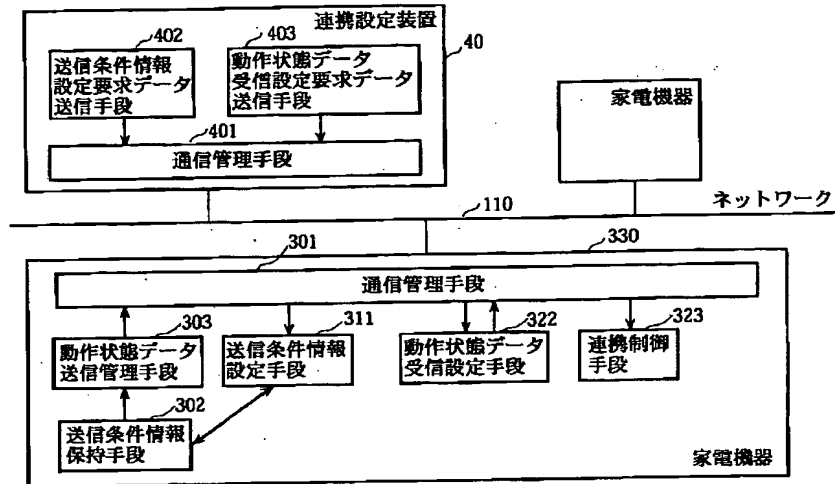 連携設定装置
40
402
送信条件情報
設定要求データ
送信手段
403
動作状態データ
受信設定要求データ
送信手段
401
通信管理手段
家電機器
ネットワーク
110
330
301
通信管理手段
303
動作状態データ
送信管理手段
311
送信条件情報
設定手段
322
動作状態データ
受信設定手段
323
連携制御
手段
302
送信条件情報
保持手段
家電機器